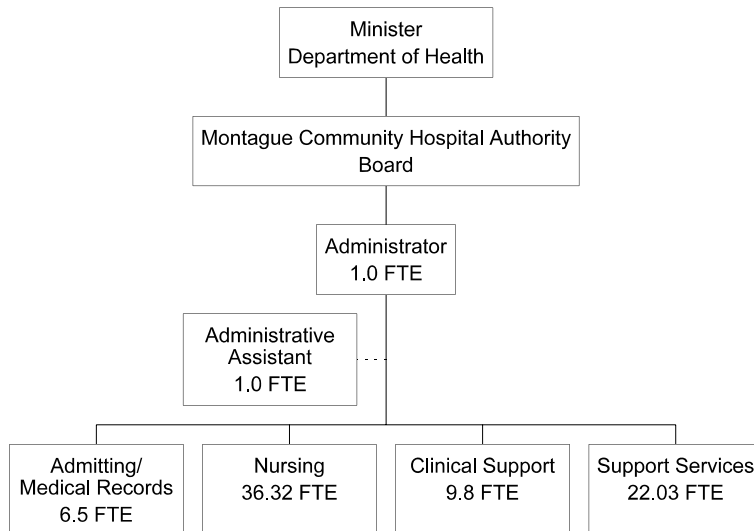 Minister
Department of Health
Montague Community Hospital Authority
Board
Administrator
1.0 FTE
Administrative
Assistant
1.0 FTE
Admitting/
Medical Records
6.5 FTE
Nursing
36.32 FTE
Clinical Support
9.8 FTE
Support Services
22.03 FTE